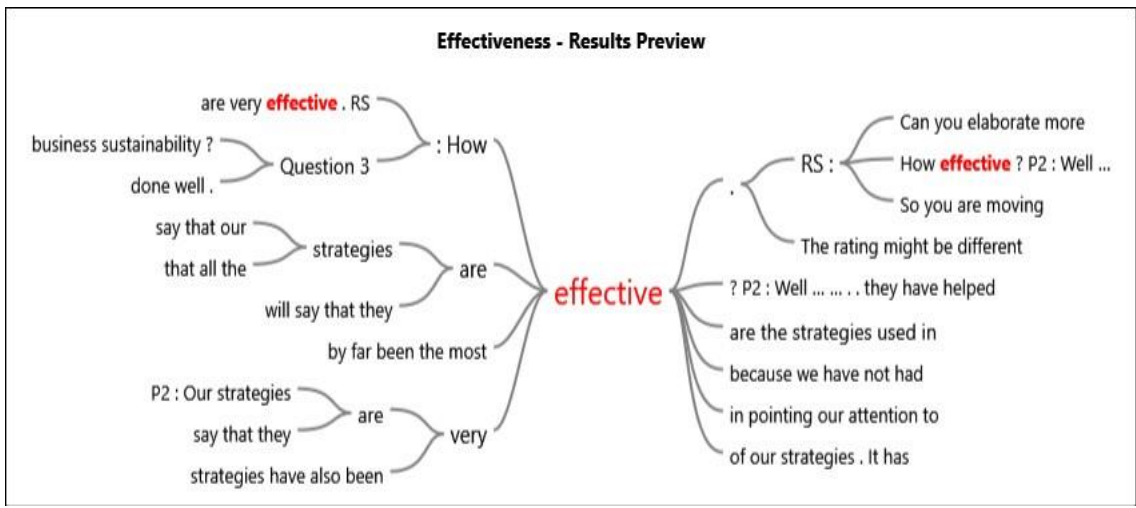 Effectiveness - Results Preview
are very effective . RS
business sustainability ?
done well .
Question 3
: How
say that our
that all the
strategies
will say that they
are
by far been the most
P2 : Our strategies
say that they
are
strategies have also been
very
effective
.
RS :
Can you elaborate more
How effective ? P2 : Well ...
So you are moving
The rating might be different
? P2 : Well ... ... . . they have helped
are the strategies used in
because we have not had
in pointing our attention to
of our strategies . It has